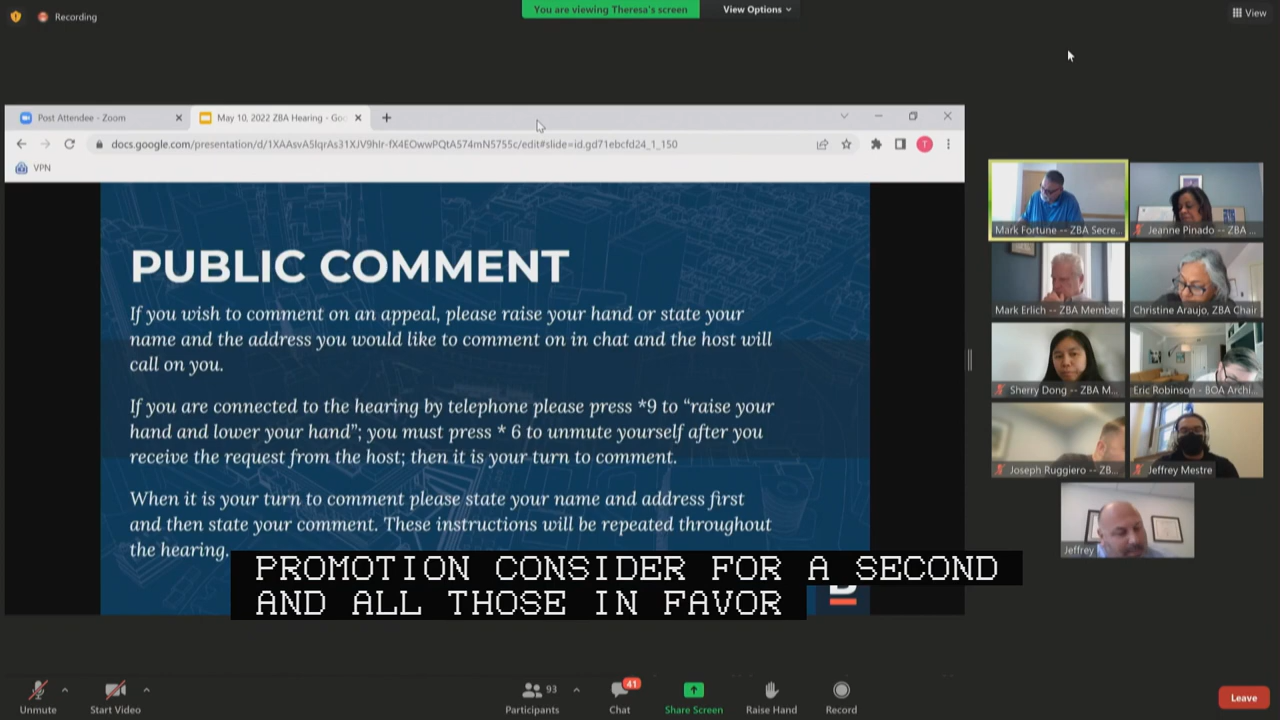 Recording
You are viewing Theresa's screen
View Options
View
Post Attendee - Zoom
May 10, 2022 ZBA Hearing - Goo
docs.google.com/presentation/d/1XAAsvA5lqrAs31XJV9hIr-fX4EOwwPQtA574mN5755c/edit#slide=id.gd71ebcfd24_1_150
T
VPN
PUBLIC COMMENT
If you wish to comment on an appeal, please raise your hand or state your
name and the address you would like to comment on in chat and the host will
call on you.
If you are connected to the hearing by telephone please press *9 to “raise your
hand and lower your hand”; you must press * 6 to unmute yourself after you
receive the request from the host; then it is your turn to comment.
When it is your turn to comment please state your name and address first
and then state your comment. These instructions will be repeated throughout
the hearing.
PROMOTION CONSIDER FOR A SECOND
AND ALL THOSE IN FAVOR
B
Mark Fortune -- ZBA Secre...
Jeanne Pinado -- ZBA ...
Mark Erlich -- ZBA Member
Christine Araujo, ZBA Chair
Sherry Dong -- ZBA M...
Eric Robinson - BOA Archi...
Joseph Ruggiero -- ZB...
Jeffrey Mestre
Jeffrey
Unmute
Start Video
93
Participants
41
Chat
Share Screen
Raise Hand
Record
Leave